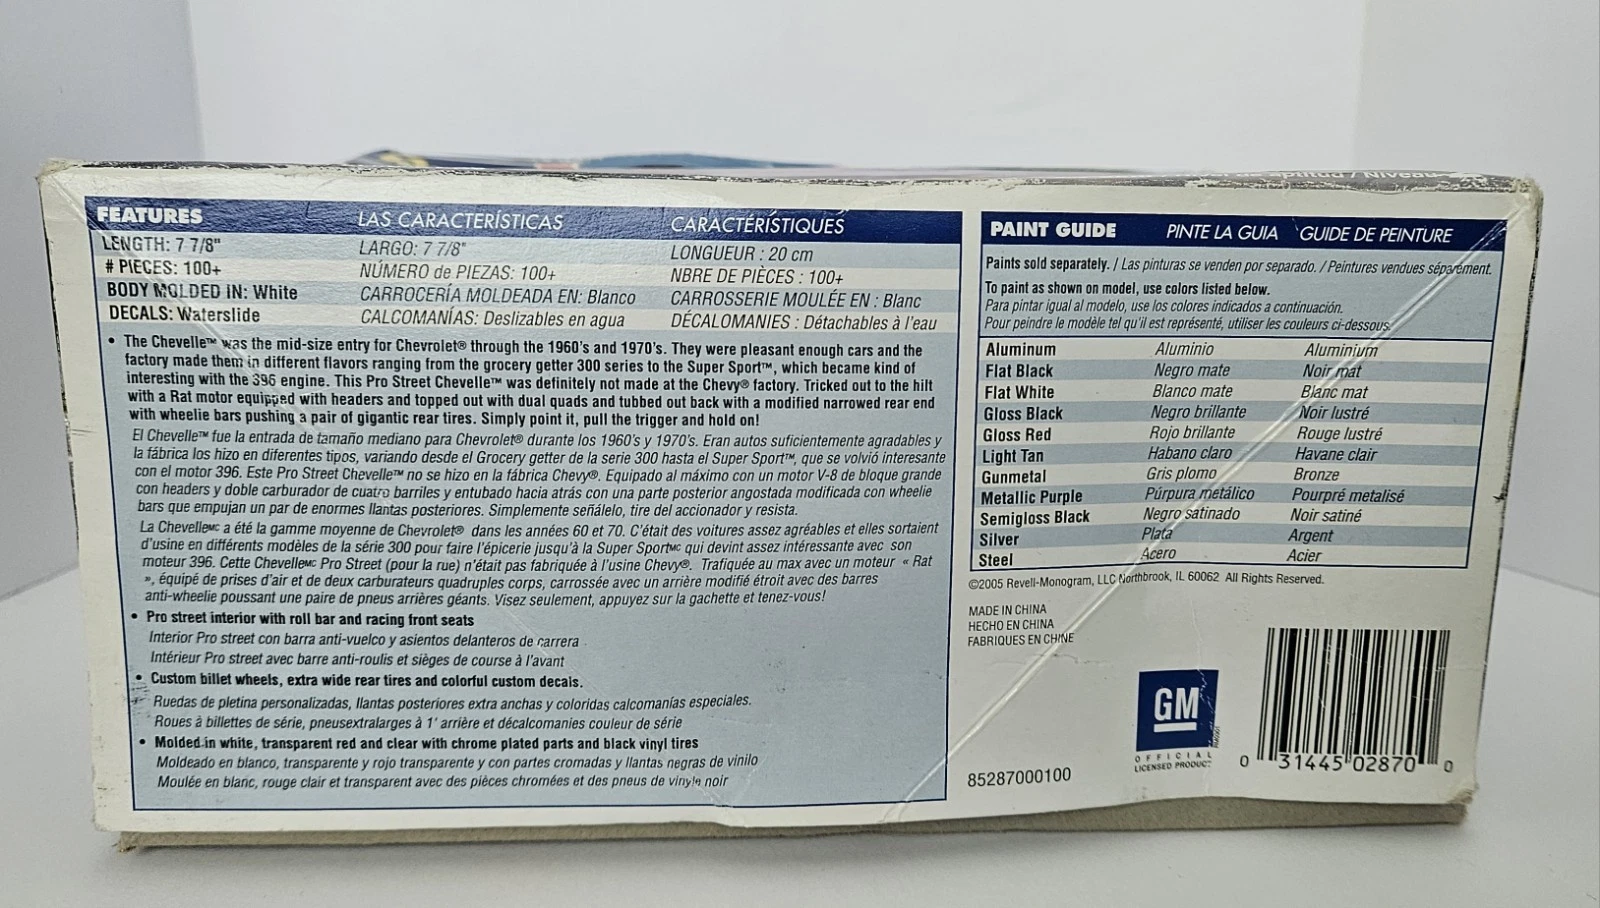 FEATURES LAS CARACTERÍSTICAS CARACTÉRISTIQUES
LENGTH: 7 7/8" LARGO: 7 7/8" LONGUEUR : 20 cm
# PIECES: 100+ NÚMERO de PIEZAS: 100+ NBRE DE PIÈCES : 100+
BODY MOLDED IN: White CARROCERÍA MOLDEADA EN: Blanco CARROSSERIE MOULÉE EN : Blanc
DECALS: Waterslide CALCOMANÍAS: Deslizables en agua DÉCALOMANIES : Détachables à l'eau
• The Chevelle™ was the mid-size entry for Chevrolet® through the 1960's and 1970's. They were pleasant enough cars and the
factory made them in different flavors ranging from the grocery getter 300 series to the Super Sport™, which became kind of
interesting with the 396 engine. This Pro Street Chevelle™ was definitely not made at the Chevy® factory. Tricked out to the hilt
with a Rat motor equipped with headers and topped out with dual quads and tubbed out back with a modified narrowed rear end
with wheelie bars pushing a pair of gigantic rear tires. Simply point it, pull the trigger and hold on!
El Chevelle™ fue la entrada de tamaño mediano para Chevrolet® durante los 1960's y 1970's. Eran autos suficientemente agradables y
la fábrica los hizo en diferentes tipos, variando desde el Grocery getter de la serie 300 hasta el Super Sport™, que se volvió interesante
con el motor 396. Este Pro Street Chevelle™ no se hizo en la fábrica Chevy®. Equipado al máximo con un motor V-8 de bloque grande
con headers y doble carburador de cuatro barriles y entubado hacia atrás con una parte posterior angostada modificada con wheelie
bars que empujan un par de enormes llantas posteriores. Simplemente señálelo, tire del accionador y resista.
La Chevelle MC a été la gamme moyenne de Chevrolet® dans les années 60 et 70. C'était des voitures assez agréables et elles sortaient
d'usine en différents modèles de la série 300 pour faire l'épicerie jusqu'à la Super Sport MC qui devint assez intéressante avec son
moteur 396. Cette Chevelle MC Pro Street (pour la rue) n'était pas fabriquée à l'usine Chevy®. Trafiquée au max avec un moteur « Rat
», équipé de prises d'air et de deux carburateurs quadruples corps, carrossée avec un arrière modifié étroit avec des barres
anti-wheelie poussant une paire de pneus arrières géants. Visez seulement, appuyez sur la gachette et tenez-vous!
• Pro street interior with roll bar and racing front seats
Interior Pro street con barra anti-vuelco y asientos delanteros de carrera
Intérieur Pro street avec barre anti-roulis et sièges de course à l'avant
• Custom billet wheels, extra wide rear tires and colorful custom decals.
Ruedas de pletina personalizadas, llantas posteriores extra anchas y coloridas calcomanías especiales.
Roues à billettes de série, pneusextralarges à 1' arrière et décalcomanies couleur de série
• Molded in white, transparent red and clear with chrome plated parts and black vinyl tires
Moldeado en blanco, transparente y rojo transparente y con partes cromadas y llantas negras de vinilo
Moulée en blanc, rouge clair et transparent avec des pièces chromées et des pneus de vinyle noir
PAINT GUIDE PINTE LA GUIA GUIDE DE PEINTURE
Paints sold separately. / Las pinturas se venden por separado. / Peintures vendues séparément.
To paint as shown on model, use colors listed below.
Para pintar igual al modelo, use los colores indicados a continuación.
Pour peindre le modèle tel qu'il est représenté, utiliser les couleurs ci-dessous.
Aluminum Aluminio Aluminium
Flat Black Negro mate Noir mat
Flat White Blanco mate Blanc mat
Gloss Black Negro brillante Noir lustré
Gloss Red Rojo brillante Rouge lustré
Light Tan Habano claro Havane clair
Gunmetal Gris plomo Bronze
Metallic Purple Púrpura metálico Pourpré metalisé
Semigloss Black Negro satinado Noir satiné
Silver Plata Argent
Steel Acero Acier
©2005 Revell-Monogram, LLC Northbrook, IL 60062 All Rights Reserved.
MADE IN CHINA
HECHO EN CHINA
FABRIQUES EN CHINE
GM
OFFICIAL
LICENSED PRODUCT
85287000100
0 31445 02870 0